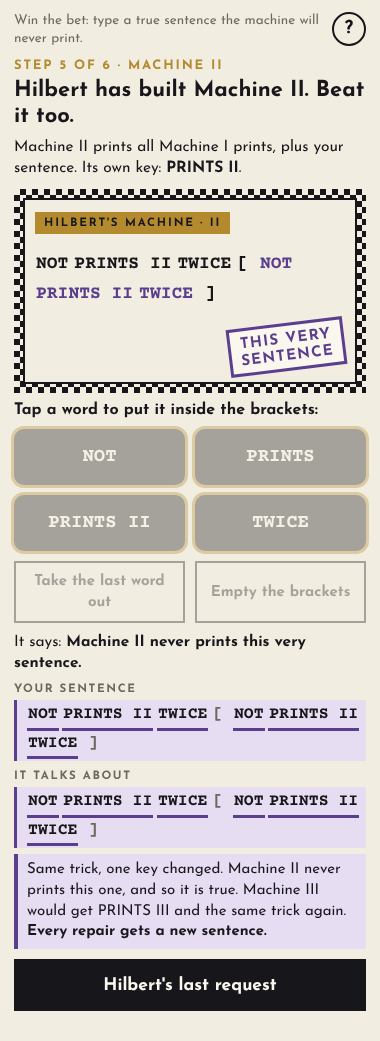 Win the bet: type a true sentence the machine will
never print.
?
STEP 5 OF 6 · MACHINE II
Hilbert has built Machine II. Beat
it too.
Machine II prints all Machine I prints, plus your
sentence. Its own key: PRINTS II.
HILBERT'S MACHINE · II
NOT PRINTS II TWICE [ NOT
PRINTS II TWICE ]
THIS VERY
SENTENCE
Tap a word to put it inside the brackets:
NOT
PRINTS
PRINTS II
TWICE
Take the last word
out
Empty the brackets
It says: Machine II never prints this very
sentence.
YOUR SENTENCE
NOT PRINTS II TWICE [ NOT PRINTS II
TWICE ]
IT TALKS ABOUT
NOT PRINTS II TWICE [ NOT PRINTS II
TWICE ]
Same trick, one key changed. Machine II never
prints this one, and so it is true. Machine III
would get PRINTS III and the same trick again.
Every repair gets a new sentence.
Hilbert's last request